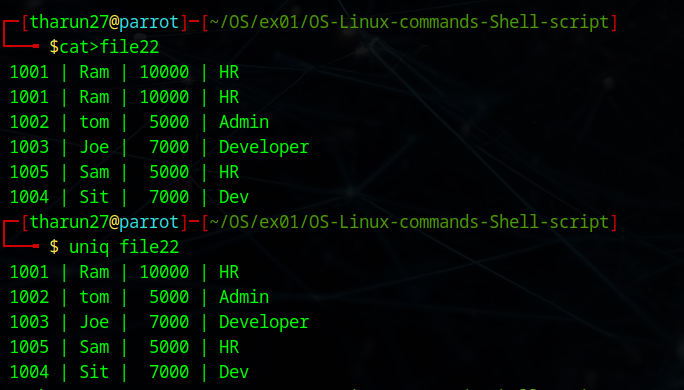 ┌─[tharun27@parrot]─[~/OS/ex01/OS-Linux-commands-Shell-script]
└──╼ $cat>file22
1001 | Ram | 10000 | HR
1001 | Ram | 10000 | HR
1002 | tom |  5000 | Admin
1003 | Joe |  7000 | Developer
1005 | Sam |  5000 | HR
1004 | Sit |  7000 | Dev
┌─[tharun27@parrot]─[~/OS/ex01/OS-Linux-commands-Shell-script]
└──╼ $ uniq file22
1001 | Ram | 10000 | HR
1002 | tom |  5000 | Admin
1003 | Joe |  7000 | Developer
1005 | Sam |  5000 | HR
1004 | Sit |  7000 | Dev